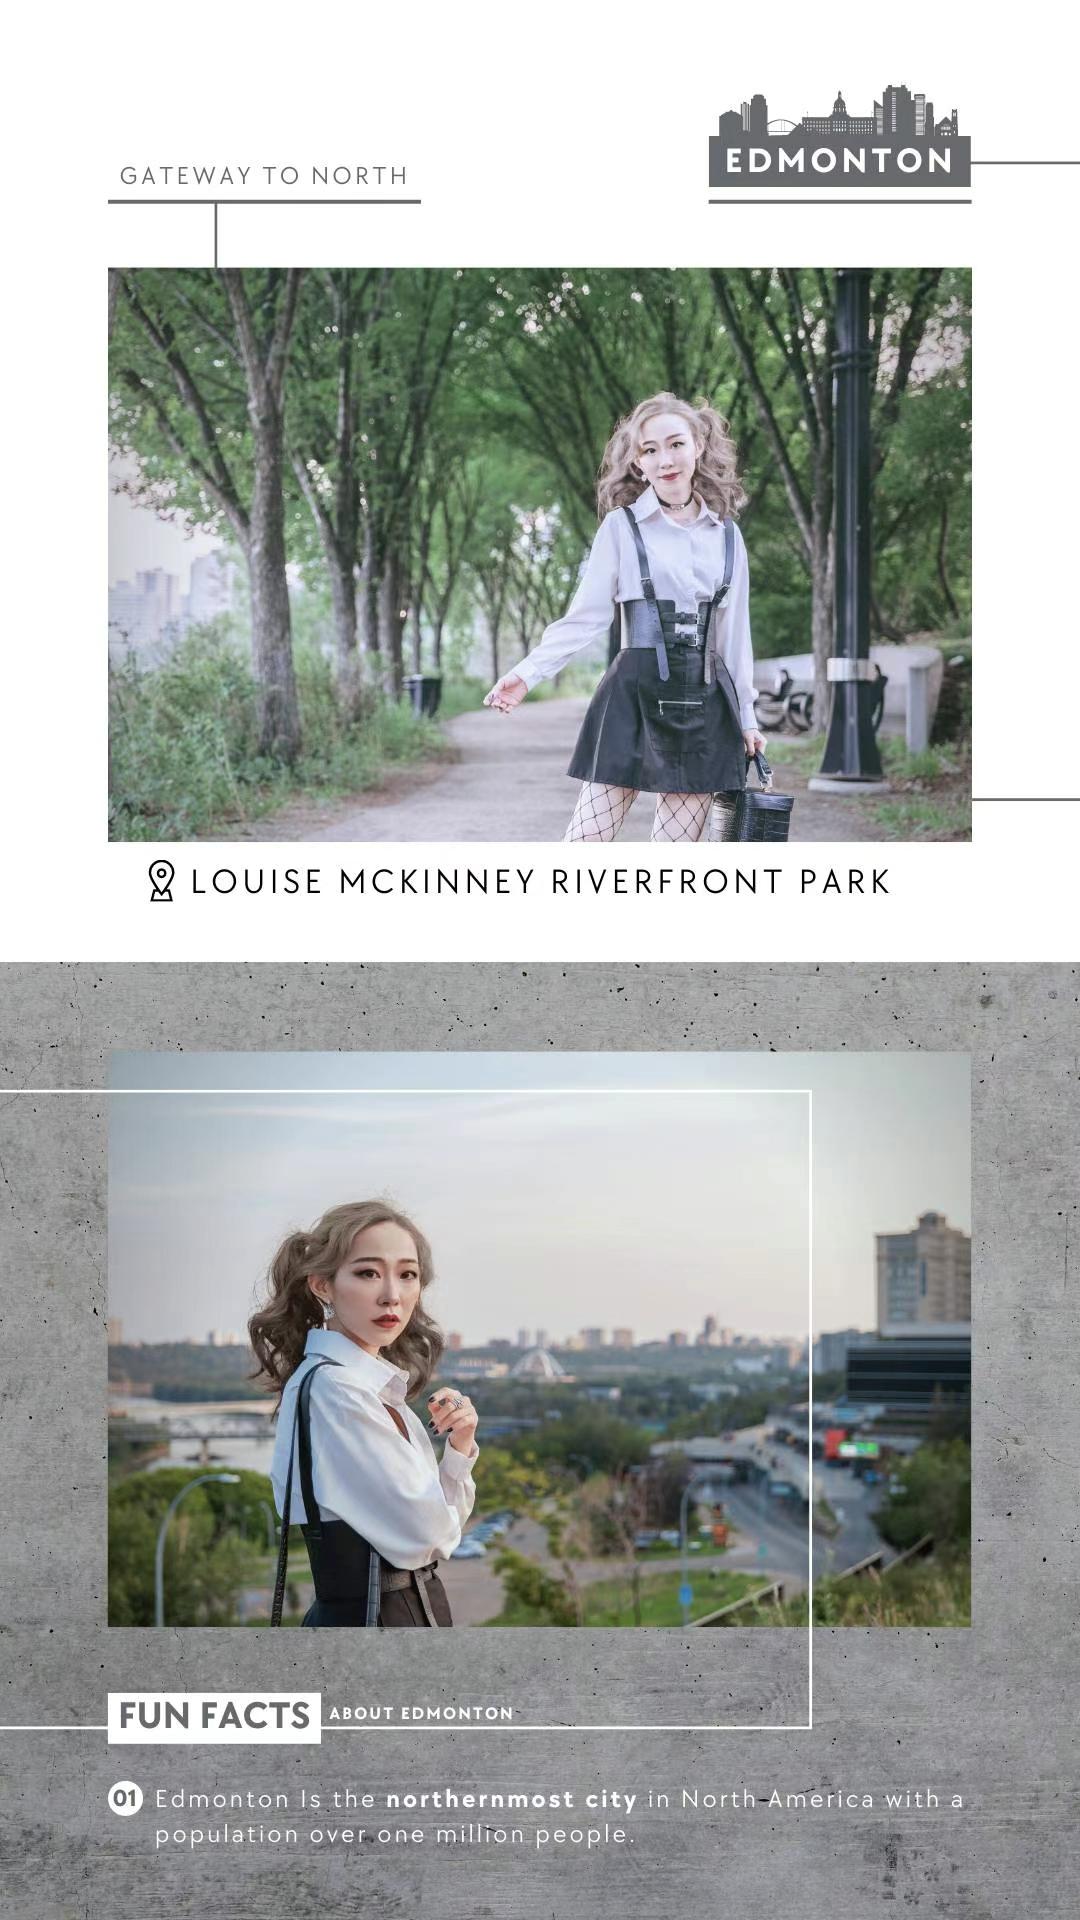 GATEWAY TO NORTH
EDMONTON
LOUISE MCKINNEY RIVERFRONT PARK
FUN FACTS ABOUT EDMONTON
01 Edmonton Is the northernmost city in North America with a
population over one million people.